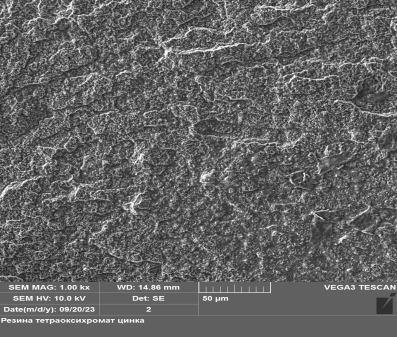 SEM MAG: 1.00 kx WD: 14.86 mm VEGA3 TESCAN
SEM HV: 10.0 kV Det: SE 50 µm
Date(m/d/y): 09/20/23 2
Резина тетраоксихромат цинка